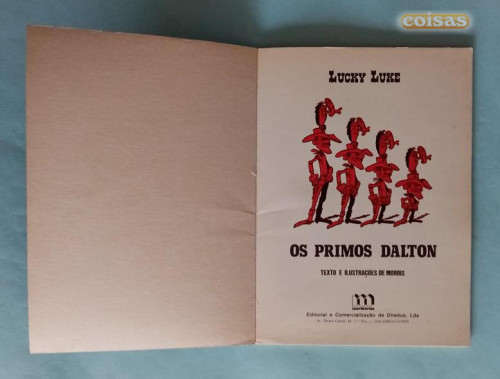 coisas
LUCKY LUKE
OS PRIMOS DALTON
TEXTO E ILUSTRAÇÕES DE MORRIS
m
meribérica
Editorial e Comercialização de Direitos, Lda